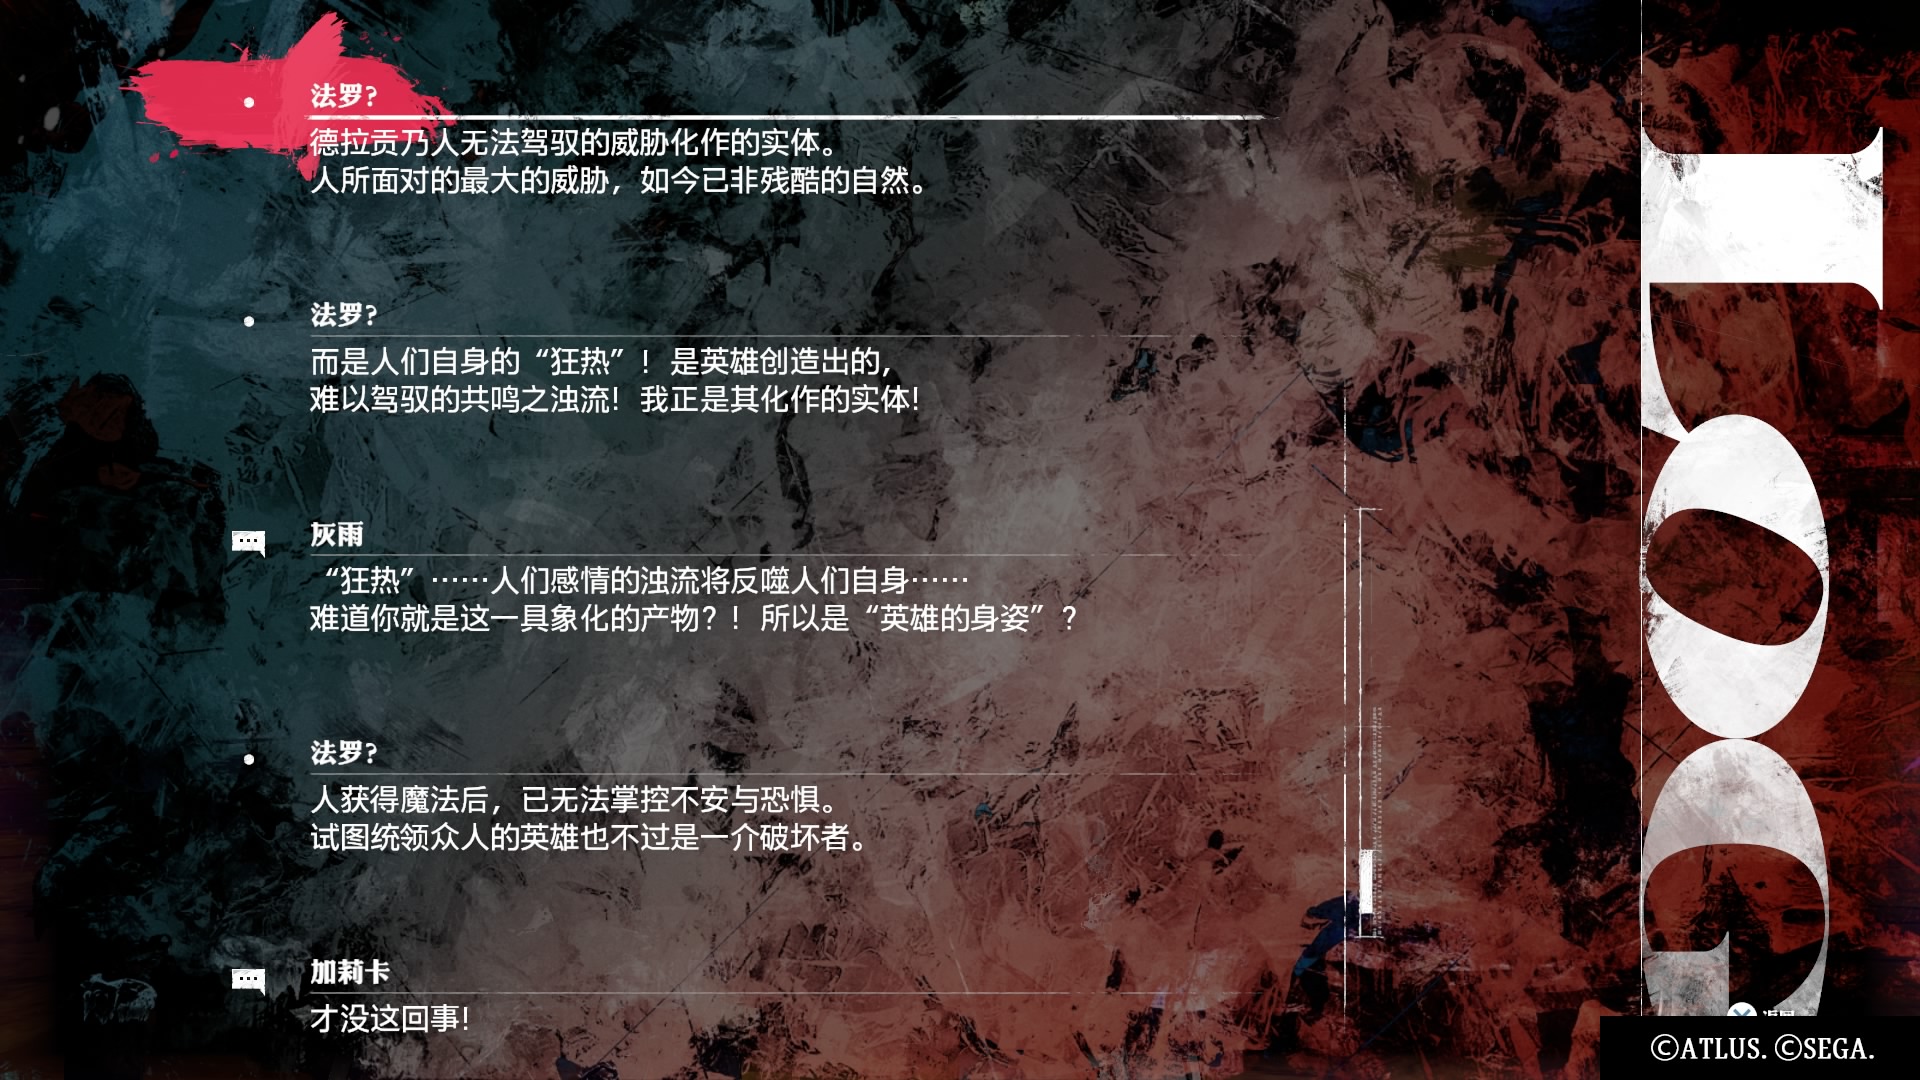 法罗?
德拉贡乃人无法驾驭的威胁化作的实体。
人所面对的最大的威胁，如今已非残酷的自然。
法罗?
而是人们自身的“狂热”！是英雄创造出的，
难以驾驭的共鸣之浊流！我正是其化作的实体！
灰雨
“狂热”……人们感情的浊流将反噬人们自身……
难道你就是这一具象化的产物？！所以是“英雄的身姿”？
法罗?
人获得魔法后，已无法掌控不安与恐惧。
试图统领众人的英雄也不过是一介破坏者。
加莉卡
才没这回事！
LOG
©ATLUS. ©SEGA.